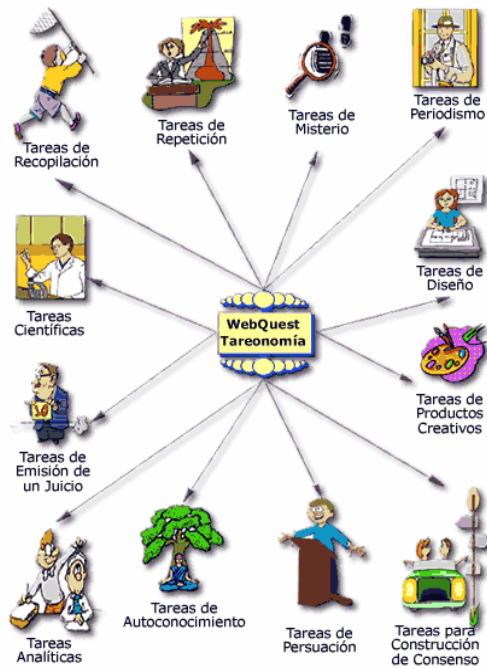 Tareas de
Recopilación
Tareas de
Repetición
Tareas de
Misterio
Tareas de
Periodismo
Tareas
Científicas
WebQuest
Tareonomía
Tareas de
Diseño
Tareas de
Productos
Creativos
10
Tareas de
Emisión de
un Juicio
Tareas
Analíticas
Tareas de
Autoconocimiento
Tareas de
Persuación
Tareas para
Construcción
de Consenso